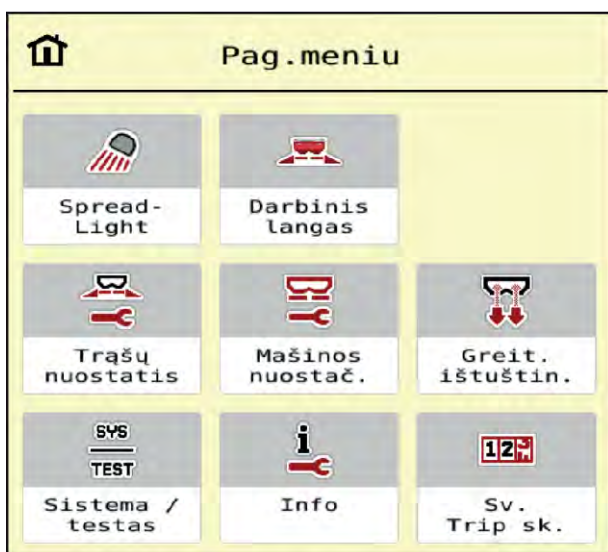 Pag.meniu
Spread-
Light
Darbinis
langas
Trąšų
nuostatis
Mašinos
nuostač.
Greit.
ištuštin.
SYS
TEST
Sistema /
testas
i
Info
12
Sv.
Trip sk.